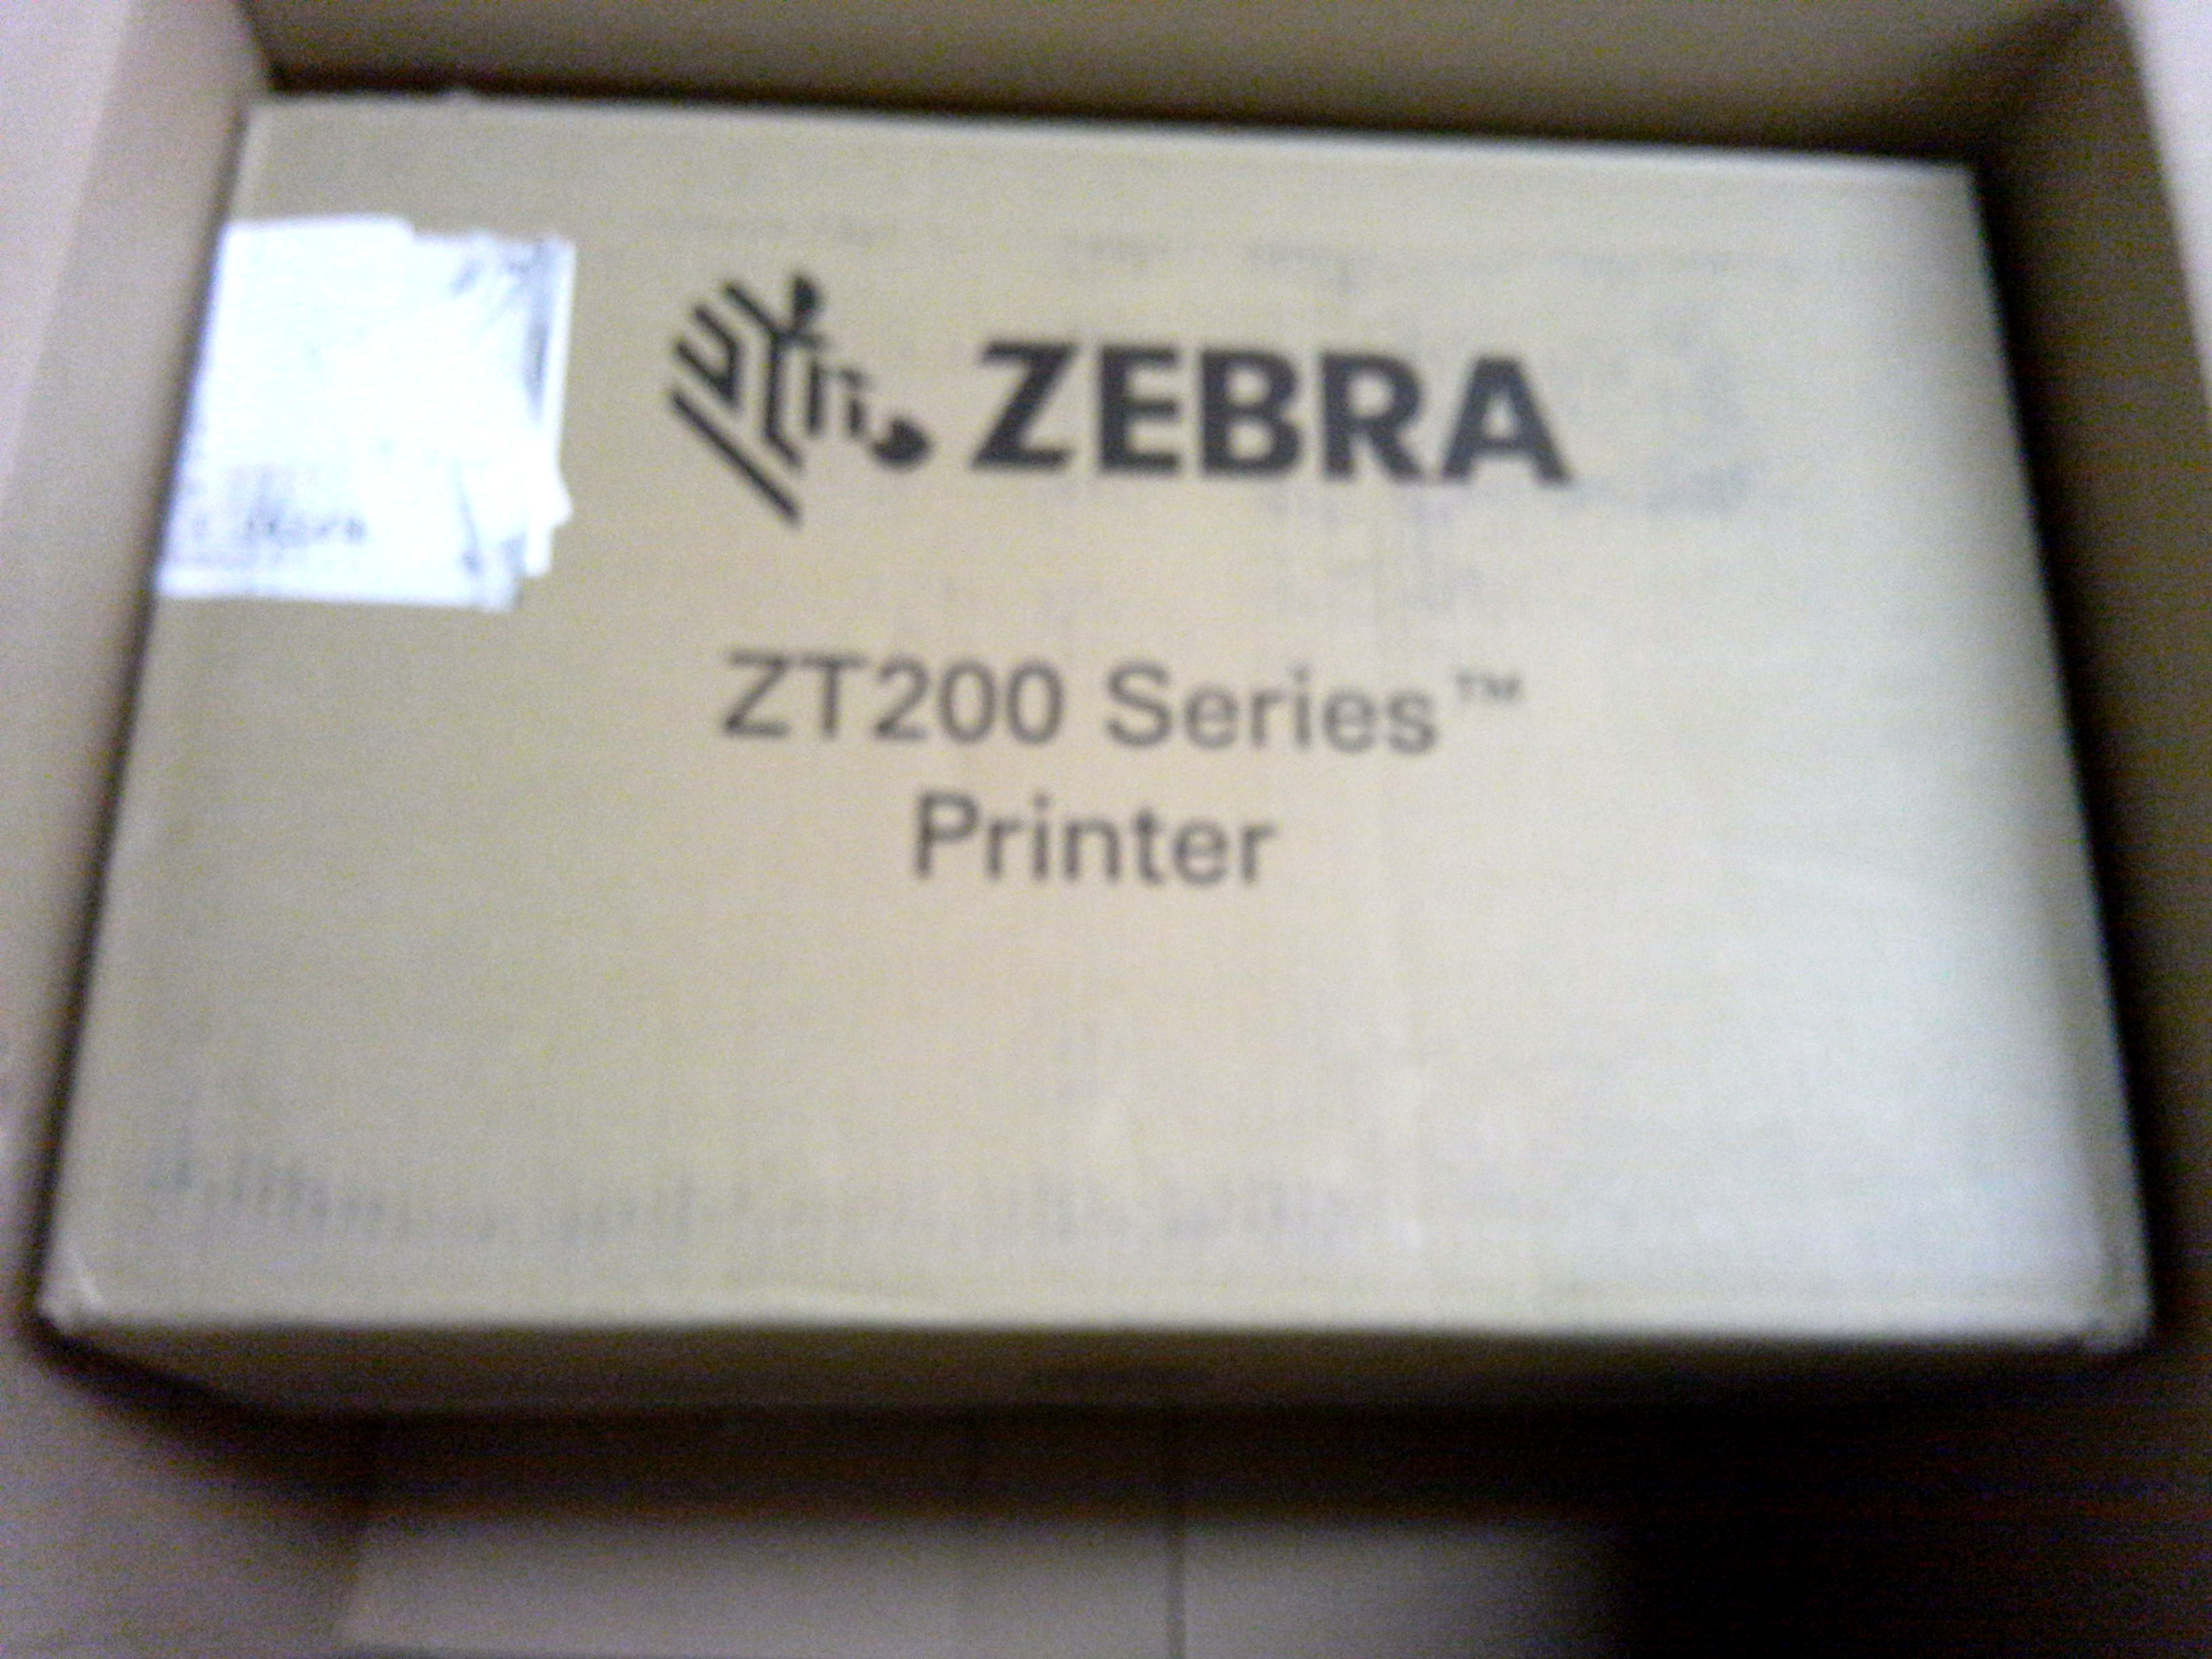 ZEBRA
ZT200 Series™
Printer